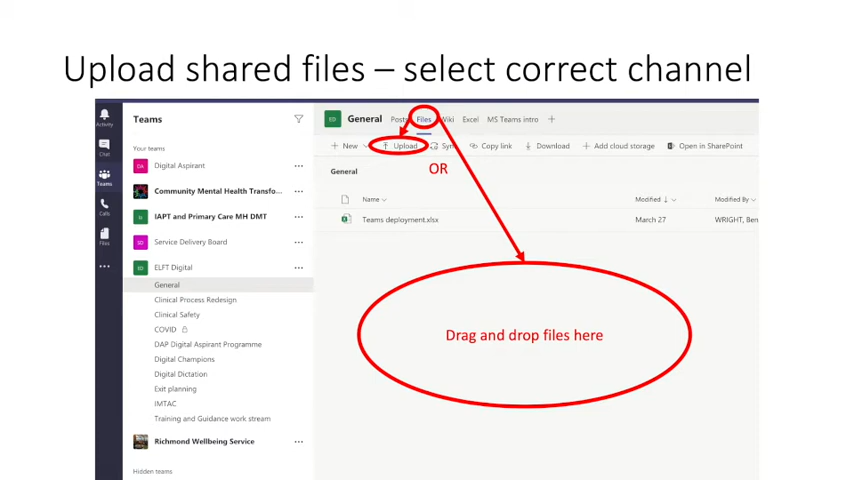 Upload shared files – select correct channel
Activity
Chat
Teams
Calls
Files
Teams
Your teams
DA Digital Aspirant
Community Mental Health Transfo...
IAPT and Primary Care MH DMT
SD Service Delivery Board
ED ELFT Digital
General
Clinical Process Redesign
Clinical Safety
COVID
DAP Digital Aspirant Programme
Digital Champions
Digital Dictation
Exit planning
IMTAC
Training and Guidance work stream
Richmond Wellbeing Service
Hidden teams
ED General Posts Files Wiki Excel MS Teams intro
New Upload Sync Copy link Download Add cloud storage Open in SharePoint
OR
General
Name Modified Modified By
Teams deployment.xlsx March 27 WRIGHT, Ben
Drag and drop files here